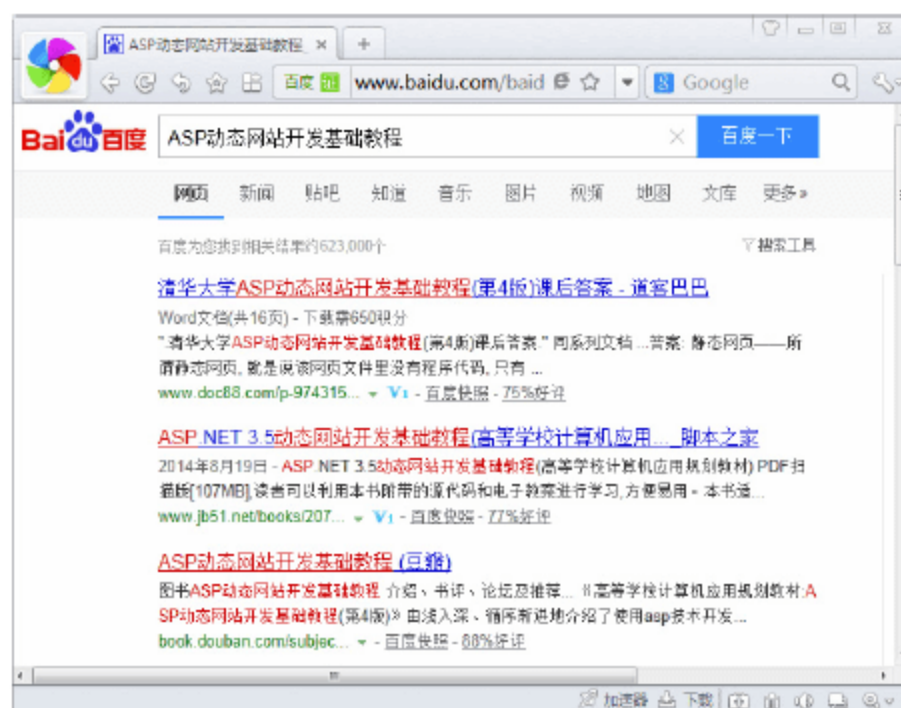 ASP动态网站开发基础教程
百度 证 www.baidu.com/baid Google
Bai du 百度 ASP动态网站开发基础教程 百度一下
网页 新闻 贴吧 知道 音乐 图片 视频 地图 文库 更多»
百度为您找到相关结果约623,000个 搜索工具
清华大学ASP动态网站开发基础教程(第4版)课后答案 - 道客巴巴
Word文档(共16页) - 下载需650积分
"清华大学ASP动态网站开发基础教程(第4版)课后答案." 同系列文档 ...答案: 静态网页——所
谓静态网页, 就是说该网页文件里没有程序代码, 只有 ...
www.doc88.com/p-974315... V1 - 百度快照 - 75%好评
ASP.NET 3.5动态网站开发基础教程(高等学校计算机应用..._脚本之家
2014年8月19日 - ASP.NET 3.5动态网站开发基础教程(高等学校计算机应用规划教材) PDF扫
描版[107MB],读者可以利用本书附带的源代码和电子教案进行学习,方便易用。本书适...
www.jb51.net/books/207... V1 - 百度快照 - 77%好评
ASP动态网站开发基础教程 (豆瓣)
图书ASP动态网站开发基础教程 介绍、书评、论坛及推荐... 《高等学校计算机应用规划教材:A
SP动态网站开发基础教程(第4版)》由浅入深、循序渐进地介绍了使用asp技术开发...
book.douban.com/subjec... - 百度快照 - 88%好评
加速器 下载